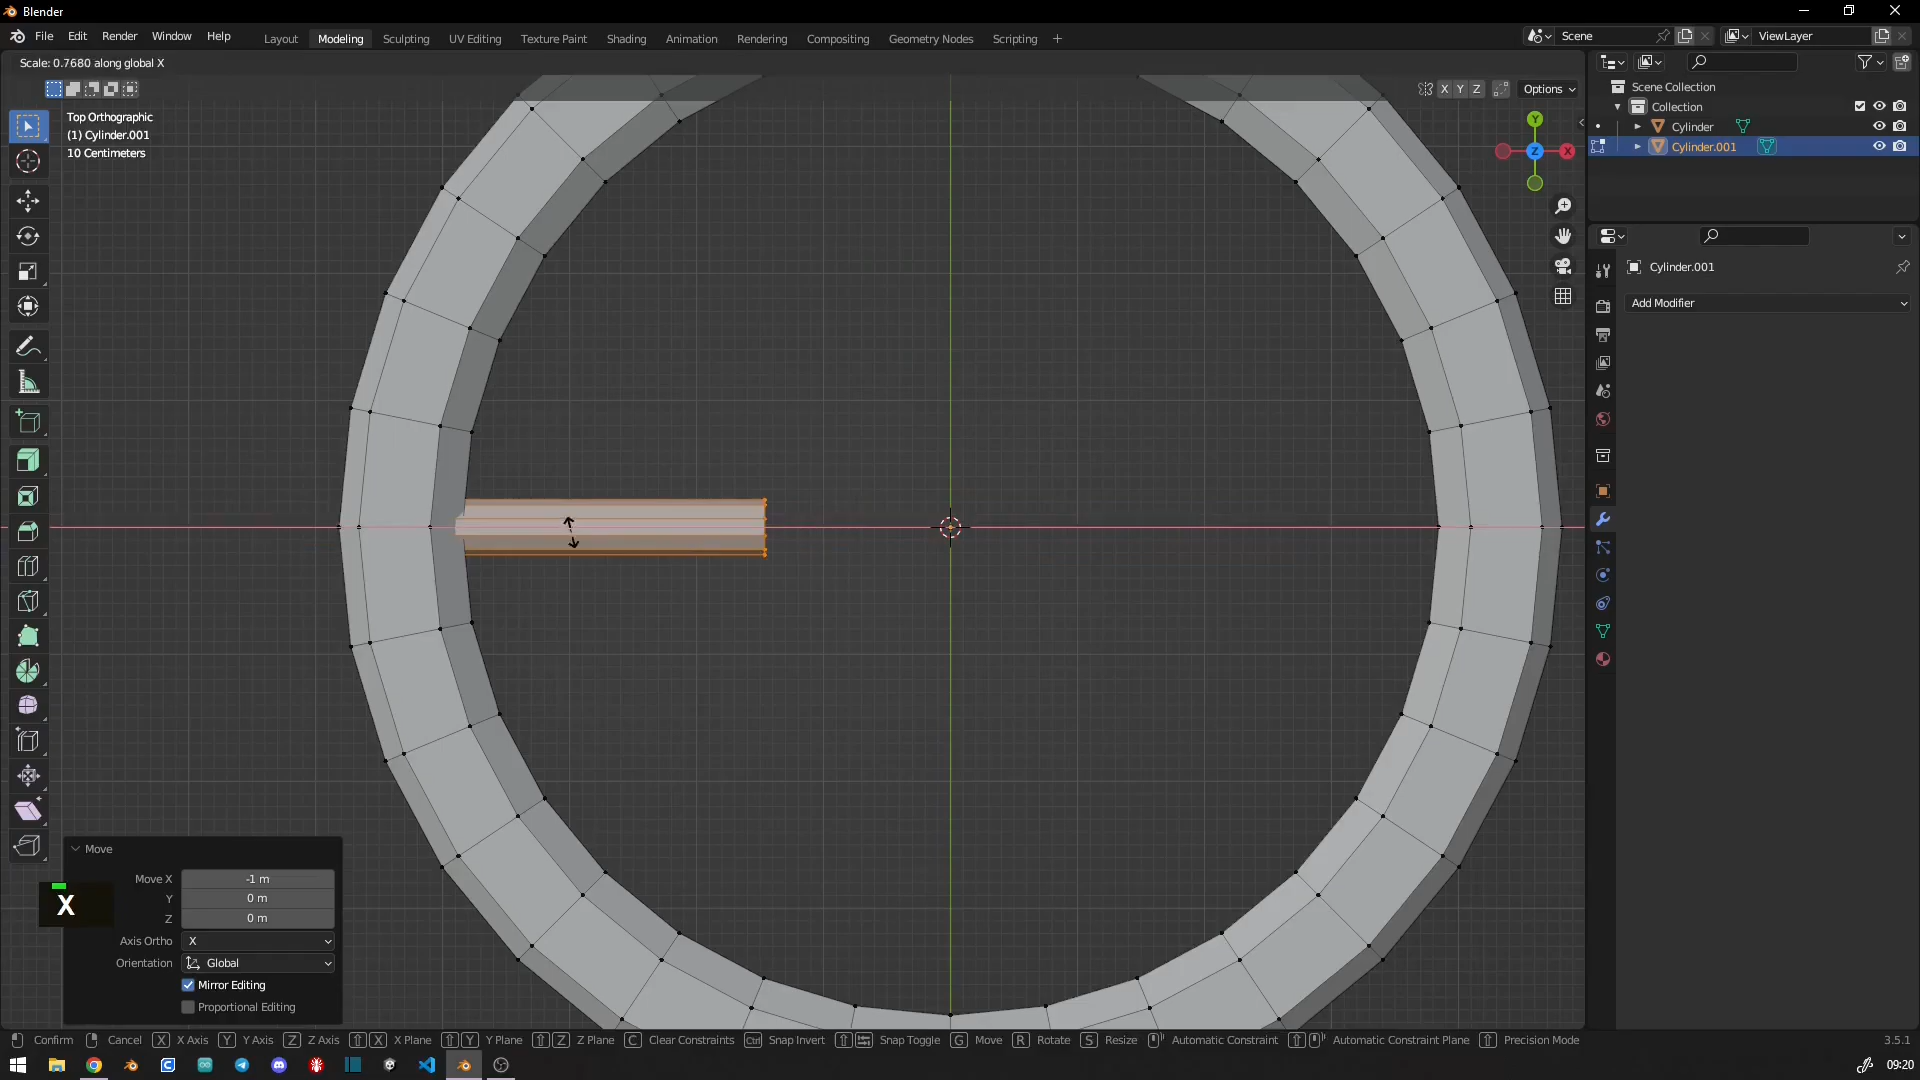 Blender
File Edit Render Window Help
Layout Modeling Sculpting UV Editing Texture Paint Shading Animation Rendering Compositing Geometry Nodes Scripting +
Scene
ViewLayer
Scale: 0.7680 along global X
X Y Z
Options
Top Orthographic
(1) Cylinder.001
10 Centimeters
Y
Z
X
Scene Collection
Collection
Cylinder
Cylinder.001
Cylinder.001
Add Modifier
Move
Move X -1 m
Y 0 m
Z 0 m
Axis Ortho X
Orientation Global
Mirror Editing
Proportional Editing
X
Confirm Cancel X X Axis Y Y Axis Z Z Axis X X Plane Y Y Plane Z Z Plane C Clear Constraints Ctrl Snap Invert Snap Toggle G Move R Rotate S Resize Automatic Constraint Automatic Constraint Plane Precision Mode 3.5.1
09:20